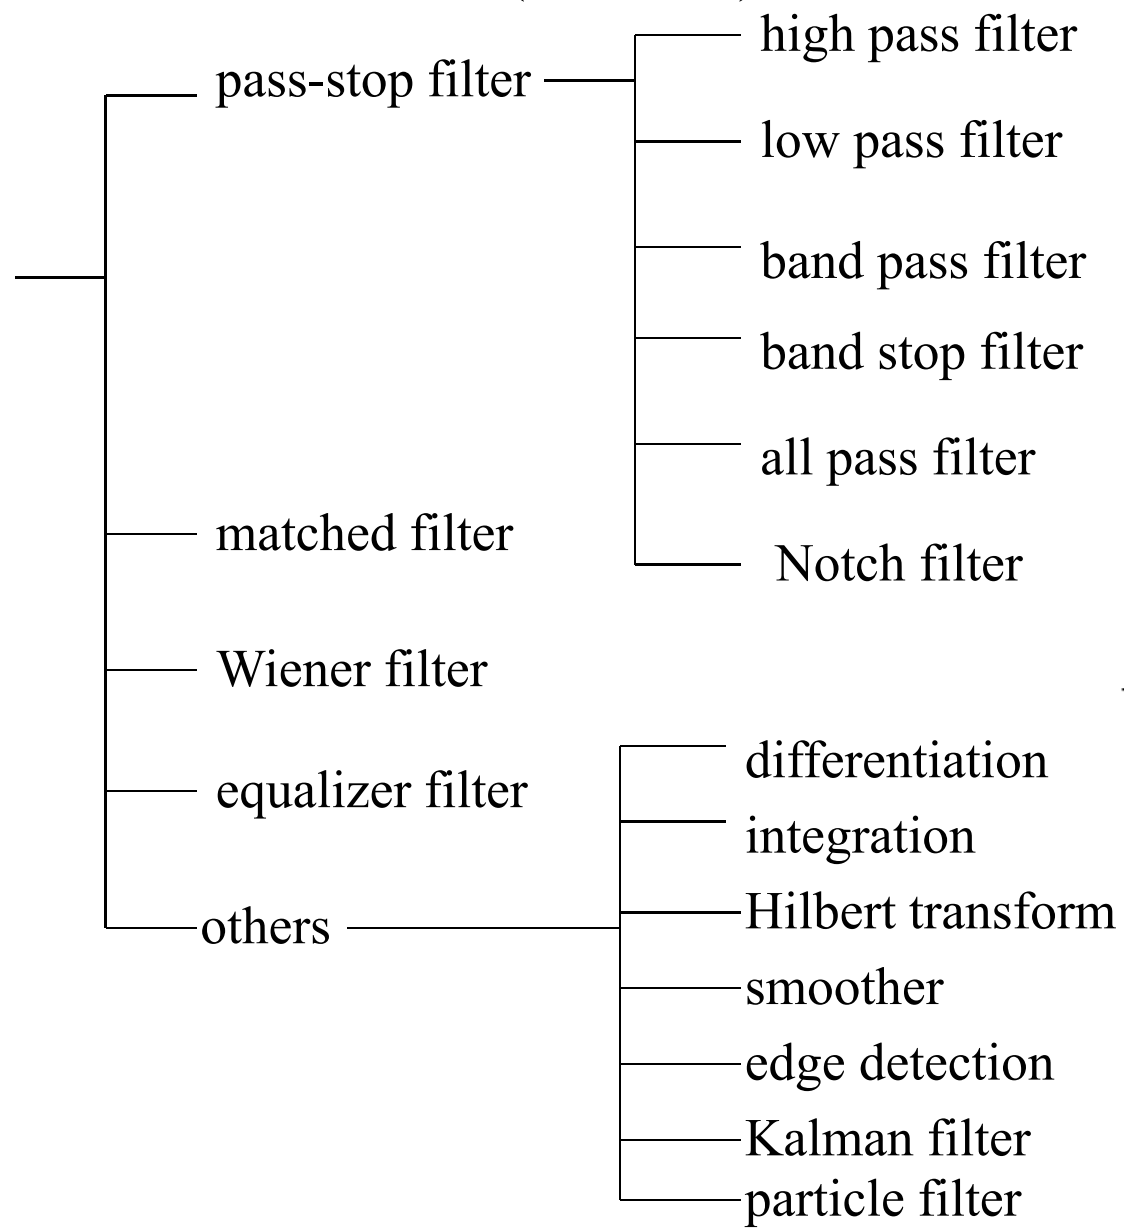 pass-stop filter
high pass filter
low pass filter
band pass filter
band stop filter
all pass filter
Notch filter
matched filter
Wiener filter
equalizer filter
others
differentiation
integration
Hilbert transform
smoother
edge detection
Kalman filter
particle filter